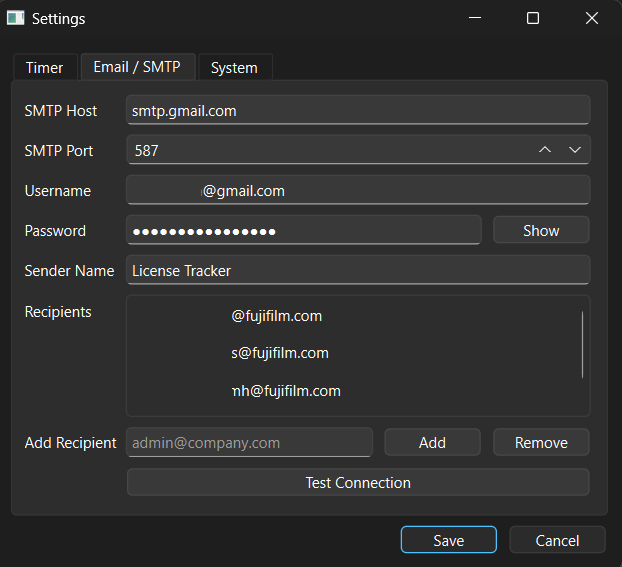 Settings
Timer Email / SMTP System
SMTP Host smtp.gmail.com
SMTP Port 587
Username @gmail.com
Password ●●●●●●●●●●●●●●●● Show
Sender Name License Tracker
Recipients @fujifilm.com
s@fujifilm.com
mh@fujifilm.com
Add Recipient admin@company.com Add Remove
Test Connection
Save Cancel